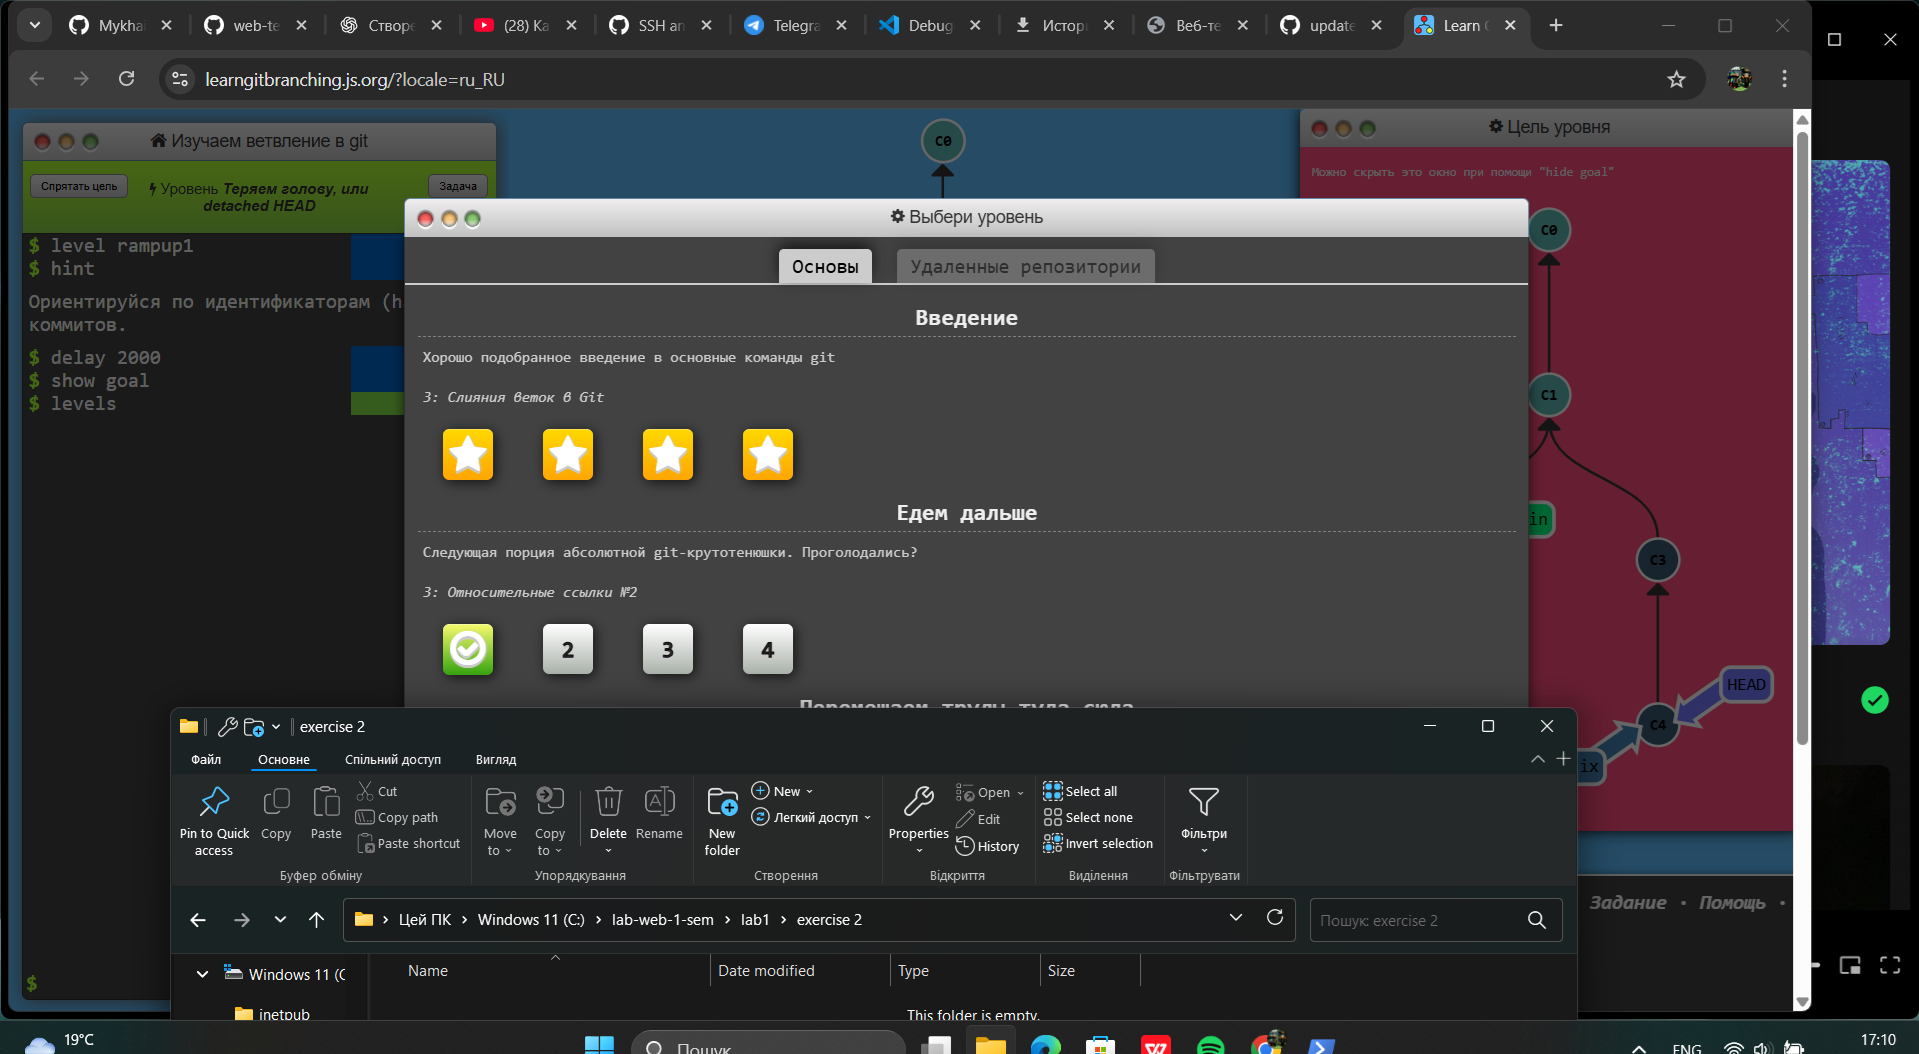 Mykha
web-te
Створе
(28) Ка
SSH an
Telegra
Debug
Истори
Веб-те
update
Learn
learngitbranching.js.org/?locale=ru_RU
Изучаем ветвление в git
Спрятать цель
Уровень Теряем голову, или detached HEAD
Задача
$ level rampup1
$ hint
Ориентируйся по идентификаторам (h
коммитов.
$ delay 2000
$ show goal
$ levels
$
C0
Цель уровня
Можно скрыть это окно при помощи "hide goal"
C0
C1
in
C3
HEAD
C4
ix
Задание • Помощь •
Выбери уровень
Основы
Удаленные репозитории
Введение
Хорошо подобранное введение в основные команды git
3: Слияния веток в Git
Едем дальше
Следующая порция абсолютной git-крутотенюшки. Проголодались?
3: Относительные ссылки №2
2
3
4
Перемещаем труды туда-сюда
exercise 2
Файл
Основне
Спільний доступ
Вигляд
Pin to Quick access
Copy
Paste
Cut
Copy path
Paste shortcut
Буфер обміну
Move to
Copy to
Delete
Rename
Упорядкування
New folder
New
Легкий доступ
Створення
Properties
Open
Edit
History
Відкриття
Select all
Select none
Invert selection
Виділення
Фільтри
Фільтрувати
Цей ПК > Windows 11 (C:) > lab-web-1-sem > lab1 > exercise 2
Пошук: exercise 2
Windows 11 (C
inetpub
Name
Date modified
Type
Size
This folder is empty.
19°C
Пошук
ENG
17:10